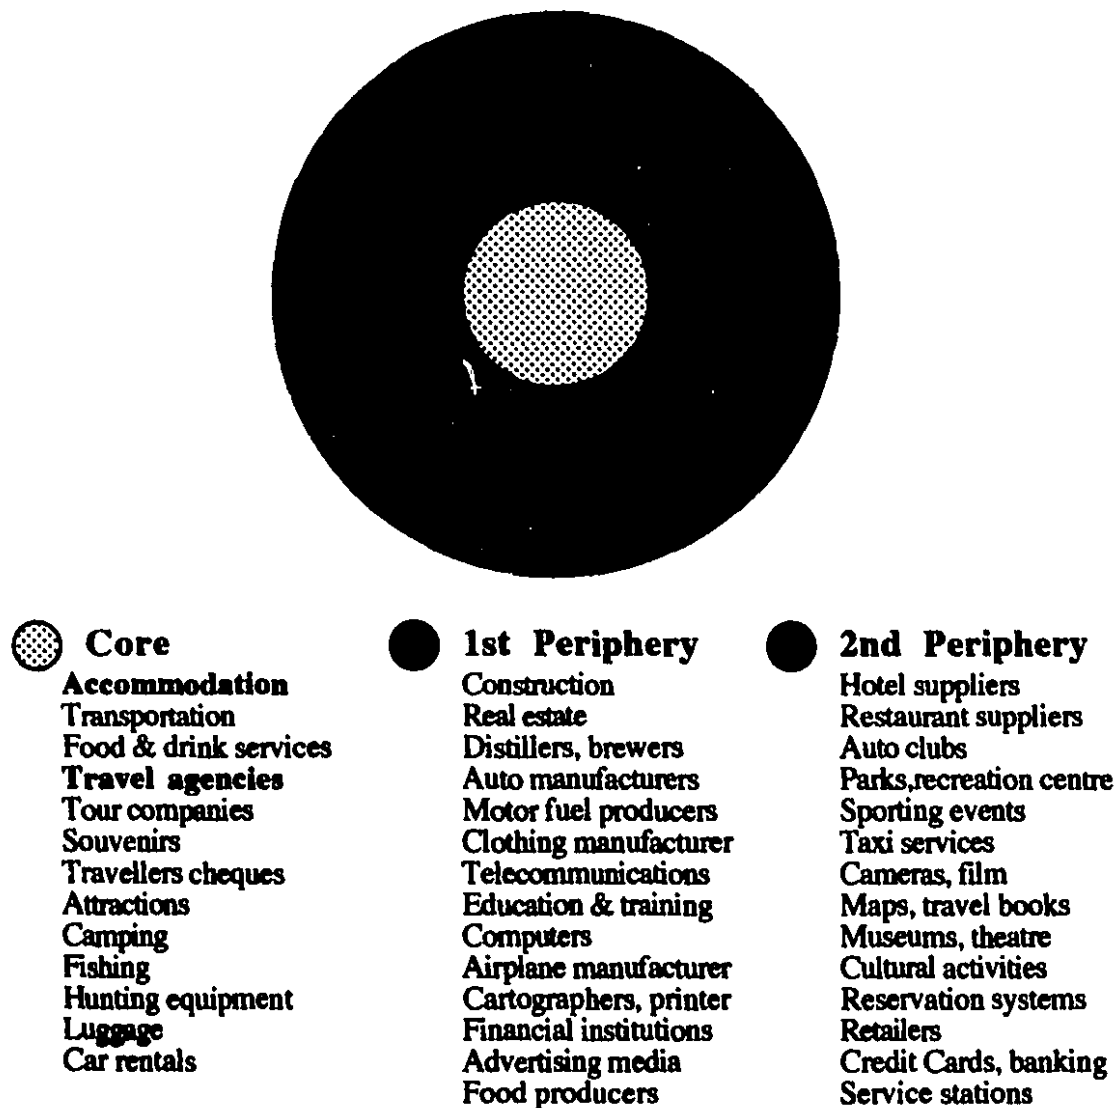 Core
Accommodation
Transportation
Food & drink services
Travel agencies
Tour companies
Souvenirs
Travellers cheques
Attractions
Camping
Fishing
Hunting equipment
Luggage
Car rentals
1st Periphery
Construction
Real estate
Distillers, brewers
Auto manufacturers
Motor fuel producers
Clothing manufacturer
Telecommunications
Education & training
Computers
Airplane manufacturer
Cartographers, printer
Financial institutions
Advertising media
Food producers
2nd Periphery
Hotel suppliers
Restaurant suppliers
Auto clubs
Parks,recreation centre
Sporting events
Taxi services
Cameras, film
Maps, travel books
Museums, theatre
Cultural activities
Reservation systems
Retailers
Credit Cards, banking
Service stations